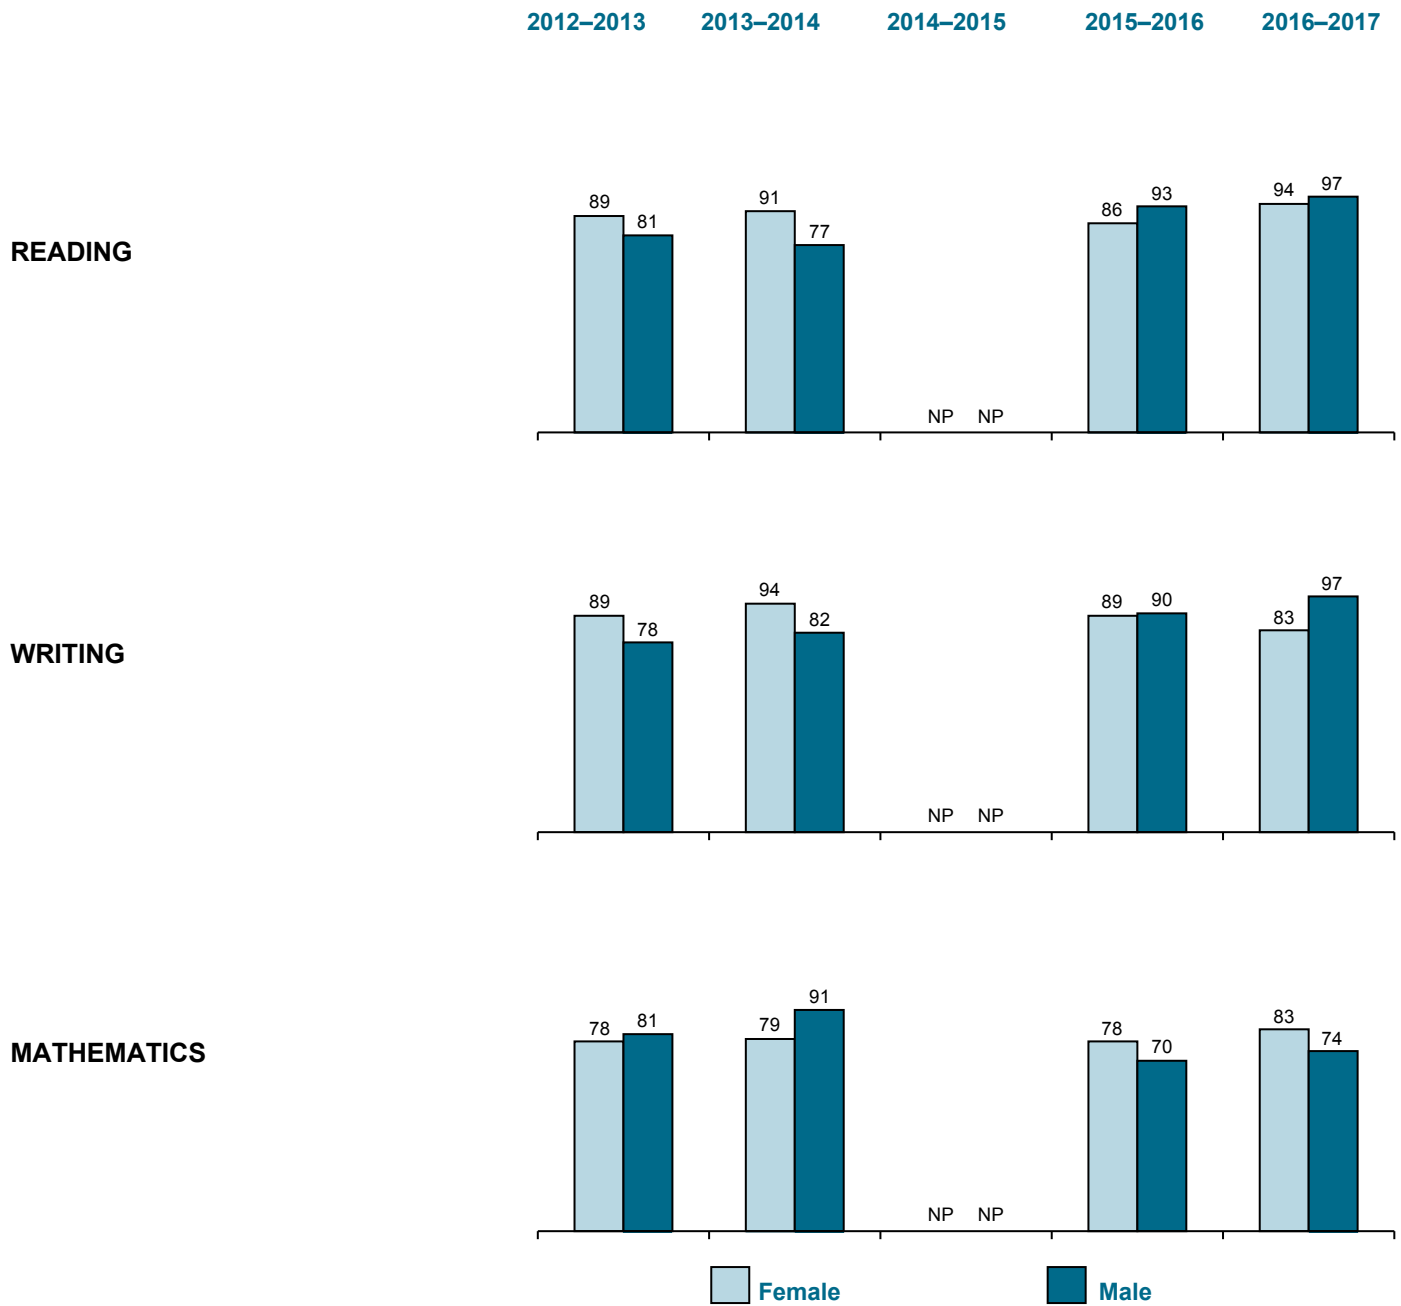 2012–2013 2013–2014 2014–2015 2015–2016 2016–2017
READING
89 81 91 77 NP NP 86 93 94 97
WRITING
89 78 94 82 NP NP 89 90 83 97
MATHEMATICS
78 81 79 91 NP NP 78 70 83 74
Female Male